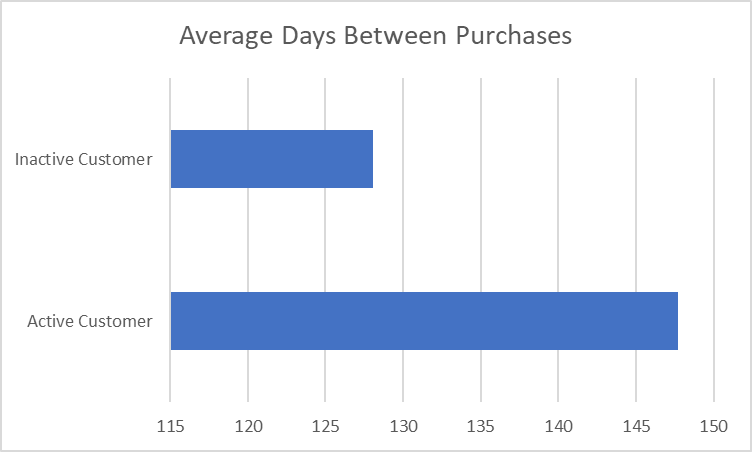 Average Days Between Purchases
Inactive Customer
Active Customer
115 120 125 130 135 140 145 150